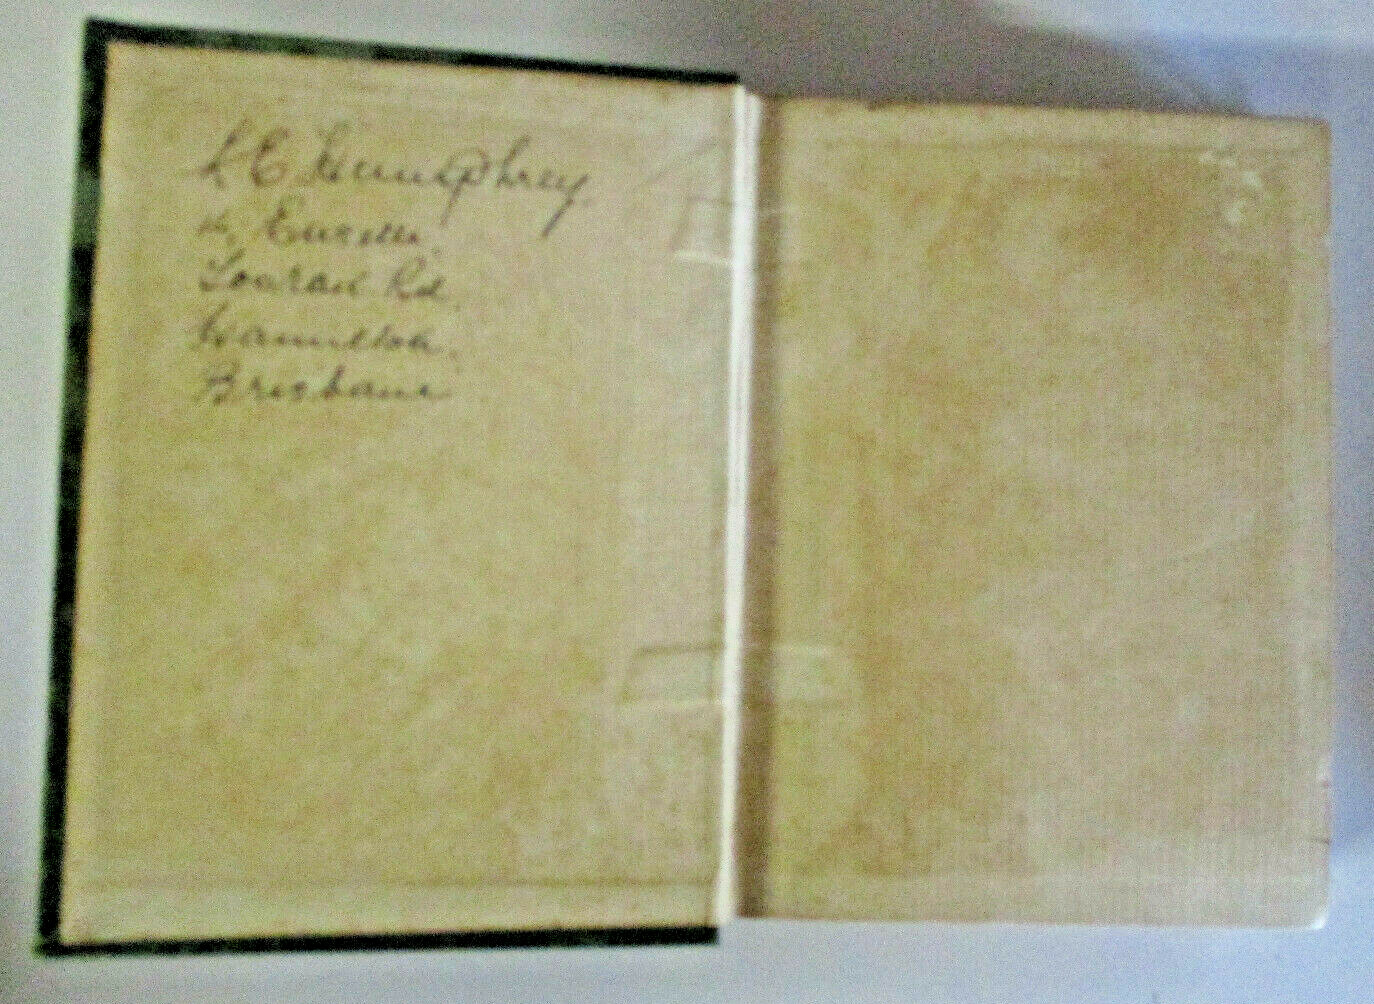 L E Humphrey
Toorak Rd.
Hamilton.
Brisbane.